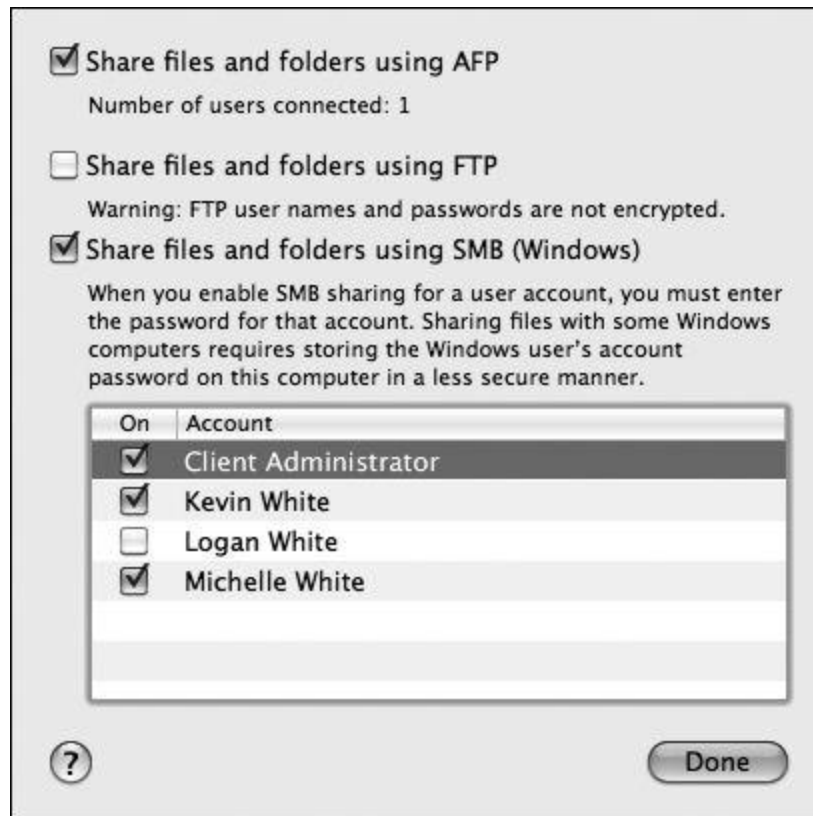 Share files and folders using AFP
Number of users connected: 1
Share files and folders using FTP
Warning: FTP user names and passwords are not encrypted.
Share files and folders using SMB (Windows)
When you enable SMB sharing for a user account, you must enter
the password for that account. Sharing files with some Windows
computers requires storing the Windows user's account
password on this computer in a less secure manner.
On Account
Client Administrator
Kevin White
Logan White
Michelle White
? Done